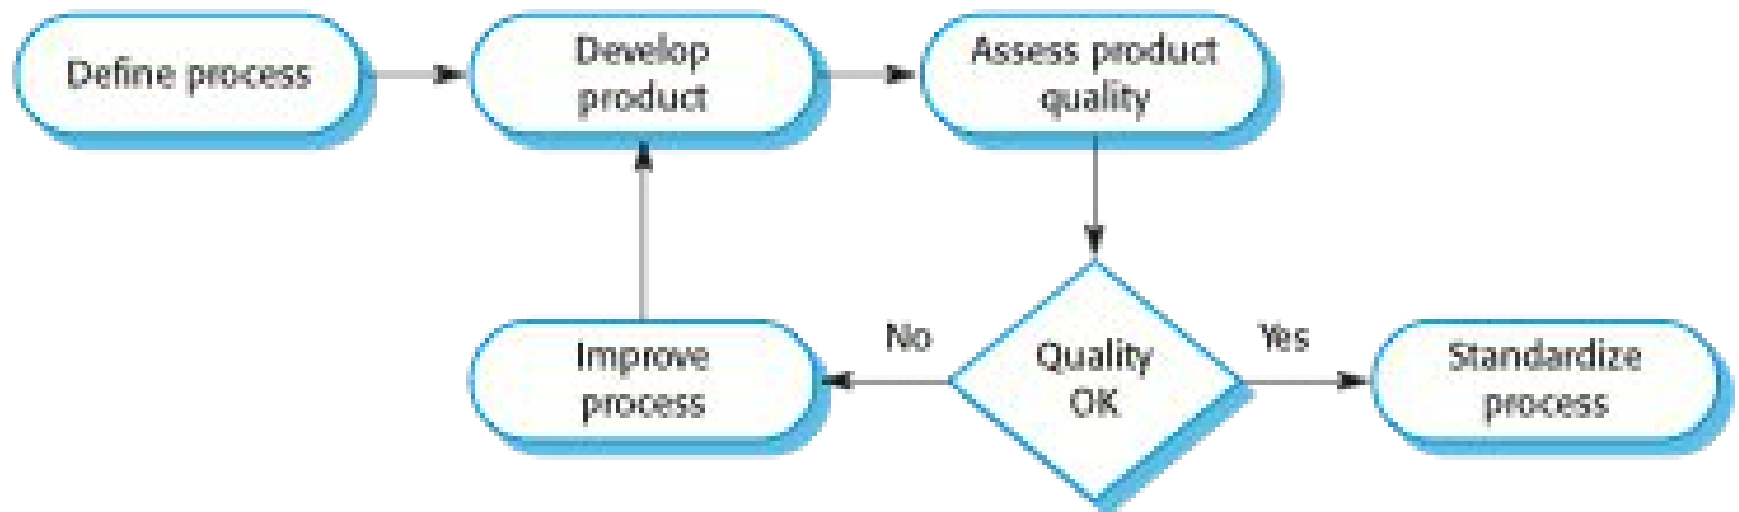 Define process
Develop
product
Assess product
quality
No
Quality
OK
Yes
Improve
process
Standardize
process